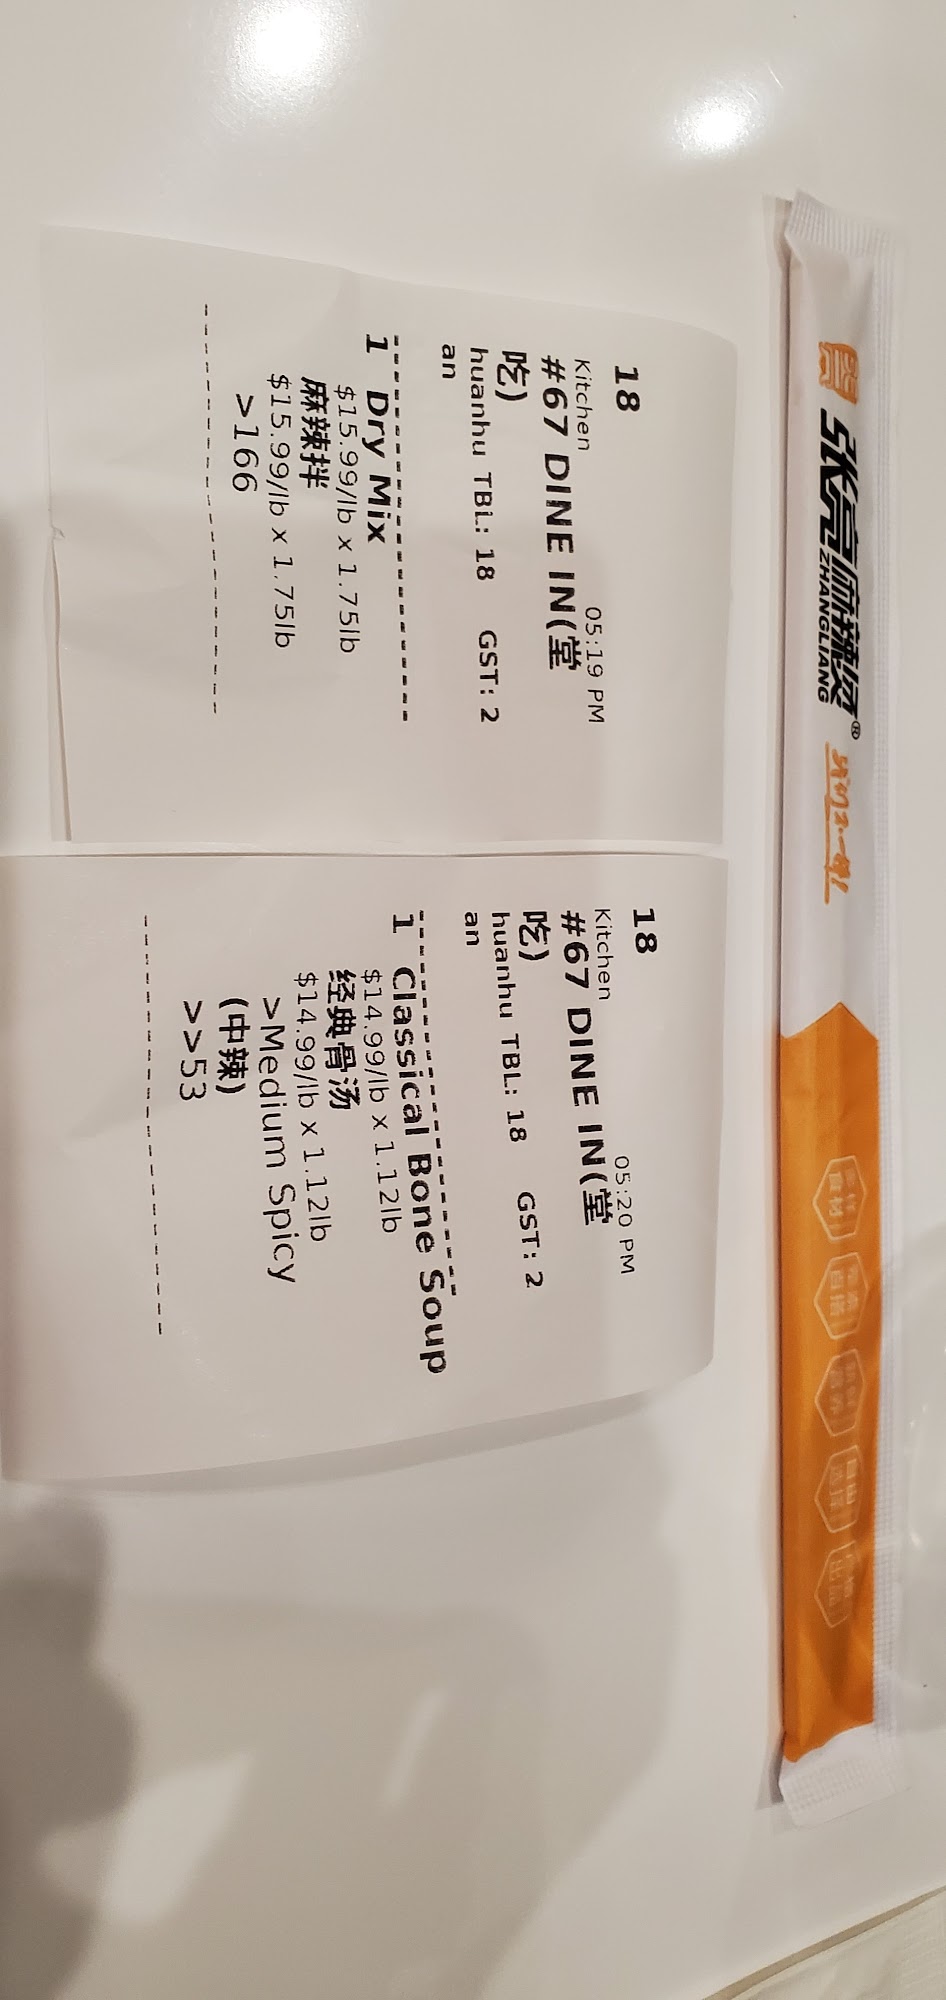 张亮麻辣烫®
ZHANGLIANG
18
Kitchen 05:19 PM
#67 DINE IN(堂
吃)
huanhu TBL: 18 GST: 2
an
1 Dry Mix
$15.99/lb x 1.75lb
麻辣拌
$15.99/lb x 1.75lb
>166
18
Kitchen 05:20 PM
#67 DINE IN(堂
吃)
huanhu TBL: 18 GST: 2
an
1 Classical Bone Soup
$14.99/lb x 1.12lb
经典骨汤
$14.99/lb x 1.12lb
>Medium Spicy
(中辣)
>>53